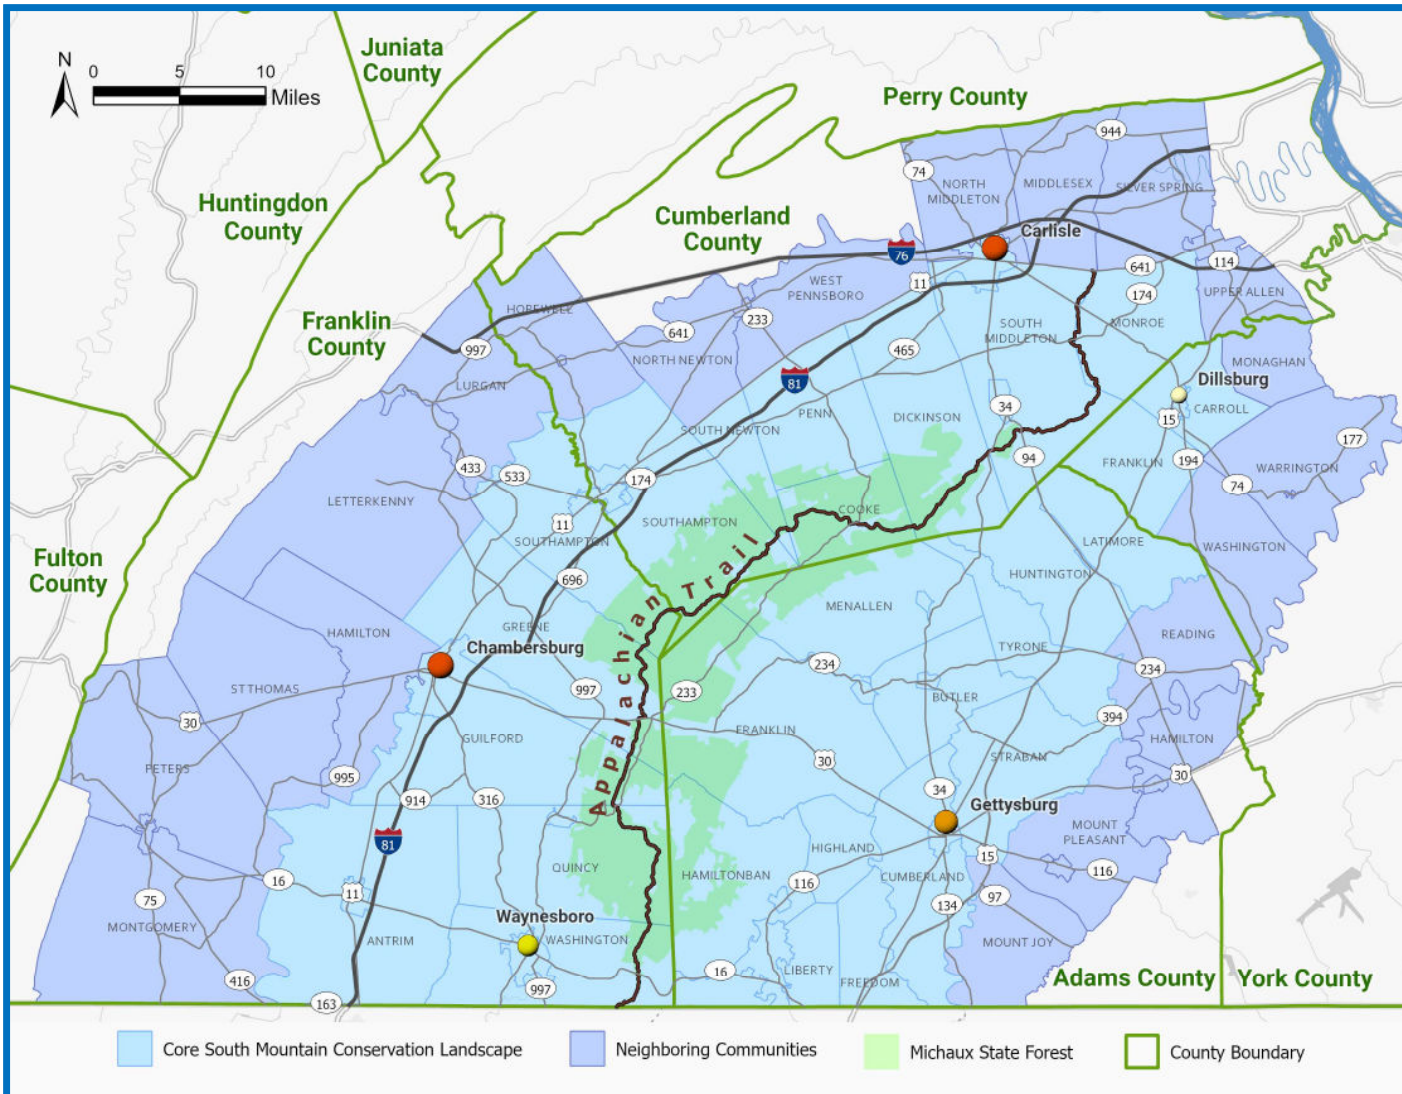 Juniata
County
N
0 5 10
Miles
Perry County
944
74
NORTH
MIDDLETON
MIDDLESEX
SILVER SPRING
Huntingdon
County
Cumberland
County
Carlisle
76
641
114
WEST
PENNSBORO
11
174
UPPER ALLEN
HOPEWELL
Franklin
County
997
641
233
SOUTH
MIDDLETON
MONROE
465
NORTH NEWTON
MONAGHAN
LURGAN
81
Dillsburg
CARROLL
PENN
DICKINSON
34
15
SOUTH NEWTON
177
433
533
174
94
FRANKLIN
194
WARRINGTON
74
LETTERKENNY
11
SOUTHAMPTON
SOUTHAMPTON
COOKE
LATIMORE
WASHINGTON
Fulton
County
696
HUNTINGTON
MENALLEN
Appalachian Trail
HAMILTON
GREENE
Chambersburg
READING
TYRONE
234
234
ST THOMAS
997
233
BUTLER
394
30
GUILFORD
FRANKLIN
HAMILTON
STRABAN
PETERS
995
30
30
914
316
34
Gettysburg
81
MOUNT
PLEASANT
HIGHLAND
15
QUINCY
HAMILTONBAN
116
CUMBERLAND
116
16
11
75
97
134
Waynesboro
MONTGOMERY
ANTRIM
WASHINGTON
MOUNT JOY
416
16
LIBERTY
FREEDOM
Adams County
York County
163
997
Core South Mountain Conservation Landscape
Neighboring Communities
Michaux State Forest
County Boundary